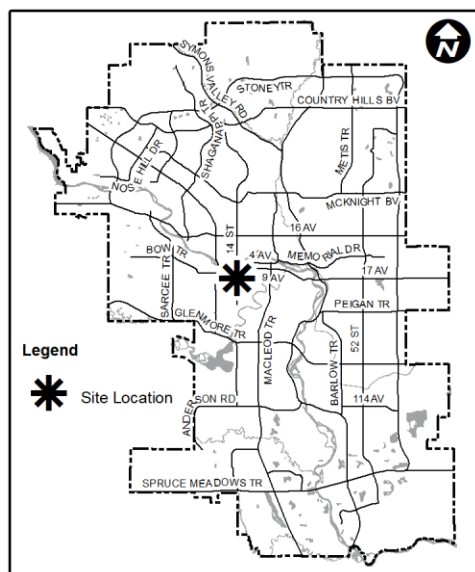 N
SYMONS VALLEY RD
STONEY TR
COUNTRY HILLS BV
SHAGANAPPI TR
METIS TR
NOSE HILL DR
MCKNIGHT BV
14 ST
16 AV
BOW TR
4 AV
MEMORIAL DR
SARCEE TR
9 AV
17 AV
PEIGAN TR
GLENMORE TR
MACLEOD TR
BARLOW TR
52 ST
Legend
Site Location
ANDERSON RD
114 AV
SPRUCE MEADOWS TR